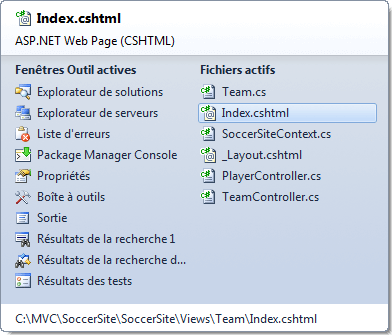 Index.cshtml
ASP.NET Web Page (CSHTML)
Fenêtres Outil actives
Explorateur de solutions
Explorateur de serveurs
Liste d'erreurs
Package Manager Console
Propriétés
Boîte à outils
Sortie
Résultats de la recherche 1
Résultats de la recherche d...
Résultats des tests
Fichiers actifs
Team.cs
Index.cshtml
SoccerSiteContext.cs
_Layout.cshtml
PlayerController.cs
TeamController.cs
C:\MVC\SoccerSite\SoccerSite\Views\Team\Index.cshtml